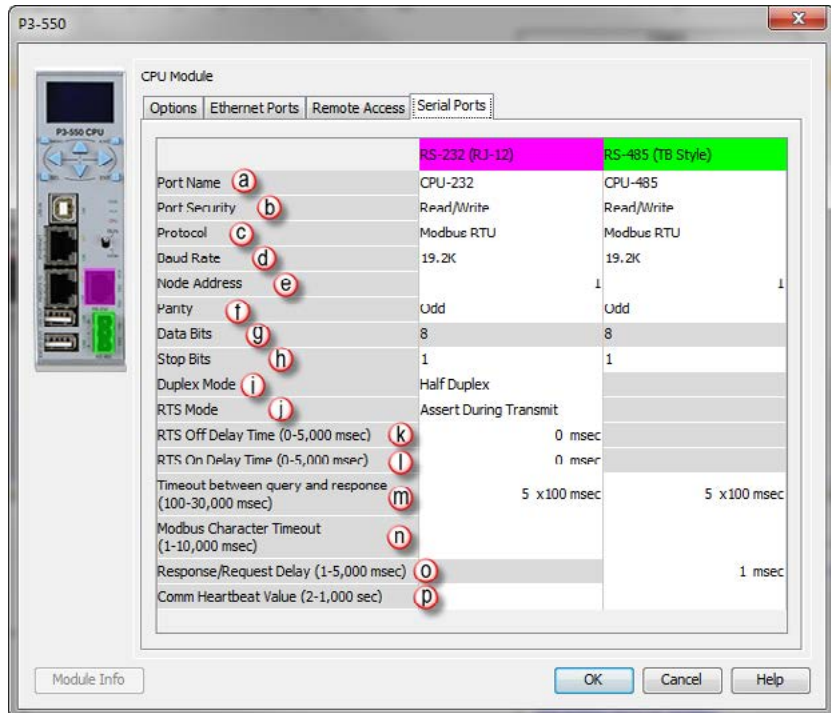 P3-550
CPU Module
Options Ethernet Ports Remote Access Serial Ports
P3-550 CPU
RS-232 (RJ-12) RS-485 (TB Style)
Port Name a CPU-232 CPU-485
Port Security b Read/Write Read/Write
Protocol c Modbus RTU Modbus RTU
Baud Rate d 19.2K 19.2K
Node Address e 1 1
Parity f Odd Odd
Data Bits g 8 8
Stop Bits h 1 1
Duplex Mode i Half Duplex
RTS Mode j Assert During Transmit
RTS Off Delay Time (0-5,000 msec) k 0 msec
RTS On Delay Time (0-5,000 msec) l 0 msec
Timeout between query and response
(100-30,000 msec) m 5 x100 msec 5 x100 msec
Modbus Character Timeout
(1-10,000 msec) n
Response/Request Delay (1-5,000 msec) o 1 msec
Comm Heartbeat Value (2-1,000 sec) p
Module Info OK Cancel Help